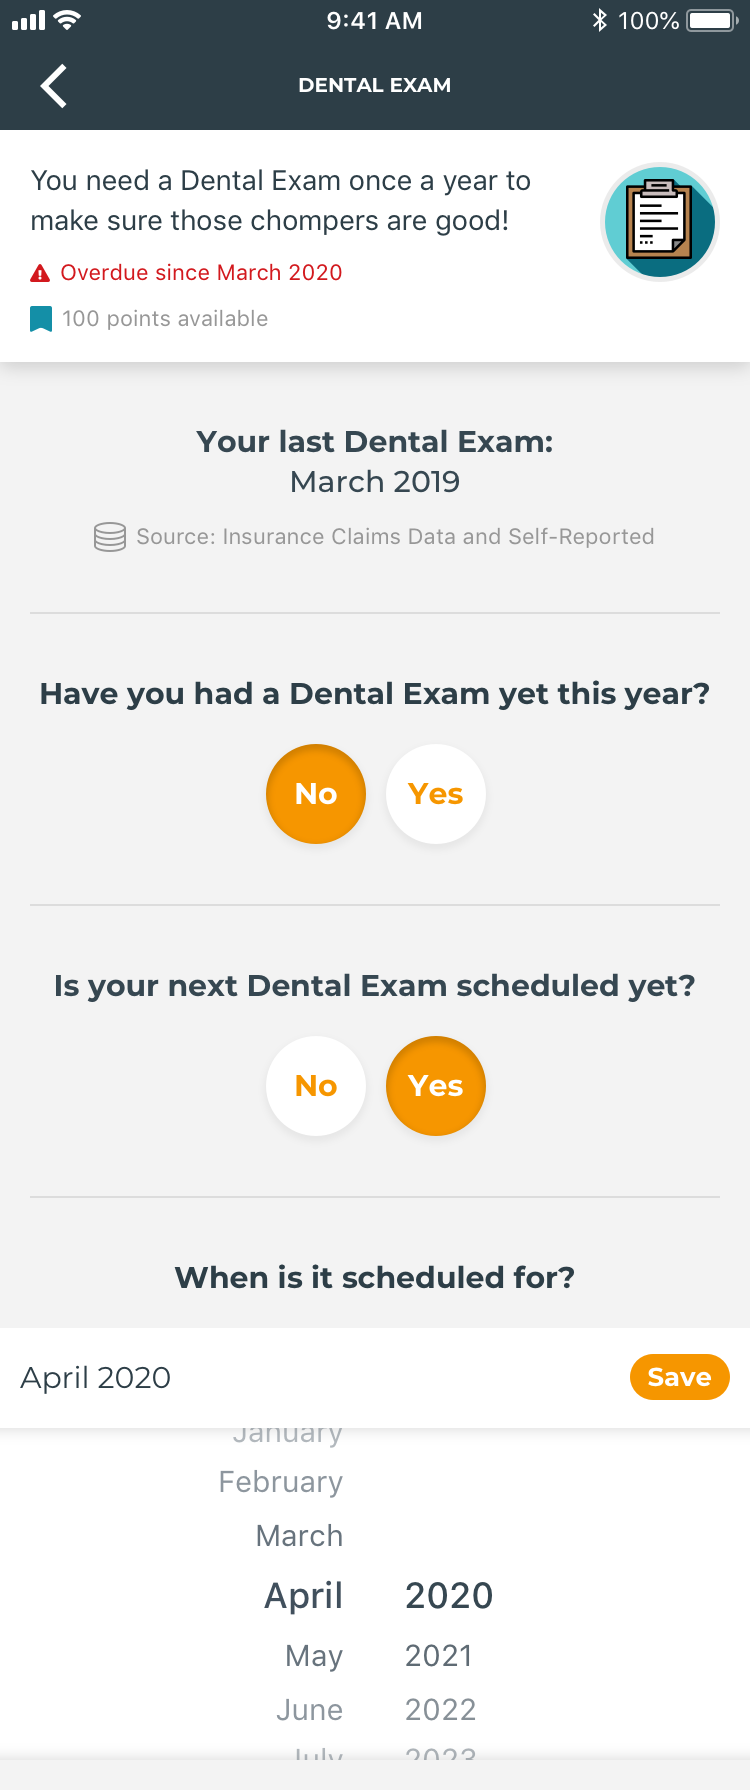 9:41 AM
100%
DENTAL EXAM
You need a Dental Exam once a year to
make sure those chompers are good!
Overdue since March 2020
100 points available
Your last Dental Exam:
March 2019
Source: Insurance Claims Data and Self-Reported
Have you had a Dental Exam yet this year?
No Yes
Is your next Dental Exam scheduled yet?
No Yes
When is it scheduled for?
April 2020 Save
January
February
March
April 2020
May 2021
June 2022
July 2023